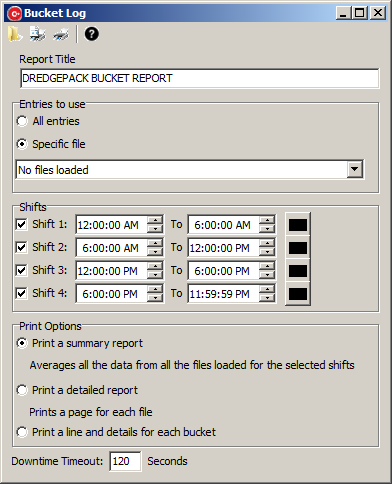 Bucket Log
?
Report Title
DREDGEPACK BUCKET REPORT
Entries to use
All entries
Specific file
No files loaded
Shifts
Shift 1: 12:00:00 AM To 6:00:00 AM
Shift 2: 6:00:00 AM To 12:00:00 PM
Shift 3: 12:00:00 PM To 6:00:00 PM
Shift 4: 6:00:00 PM To 11:59:59 PM
Print Options
Print a summary report
Averages all the data from all the files loaded for the selected shifts
Print a detailed report
Prints a page for each file
Print a line and details for each bucket
Downtime Timeout: 120 Seconds